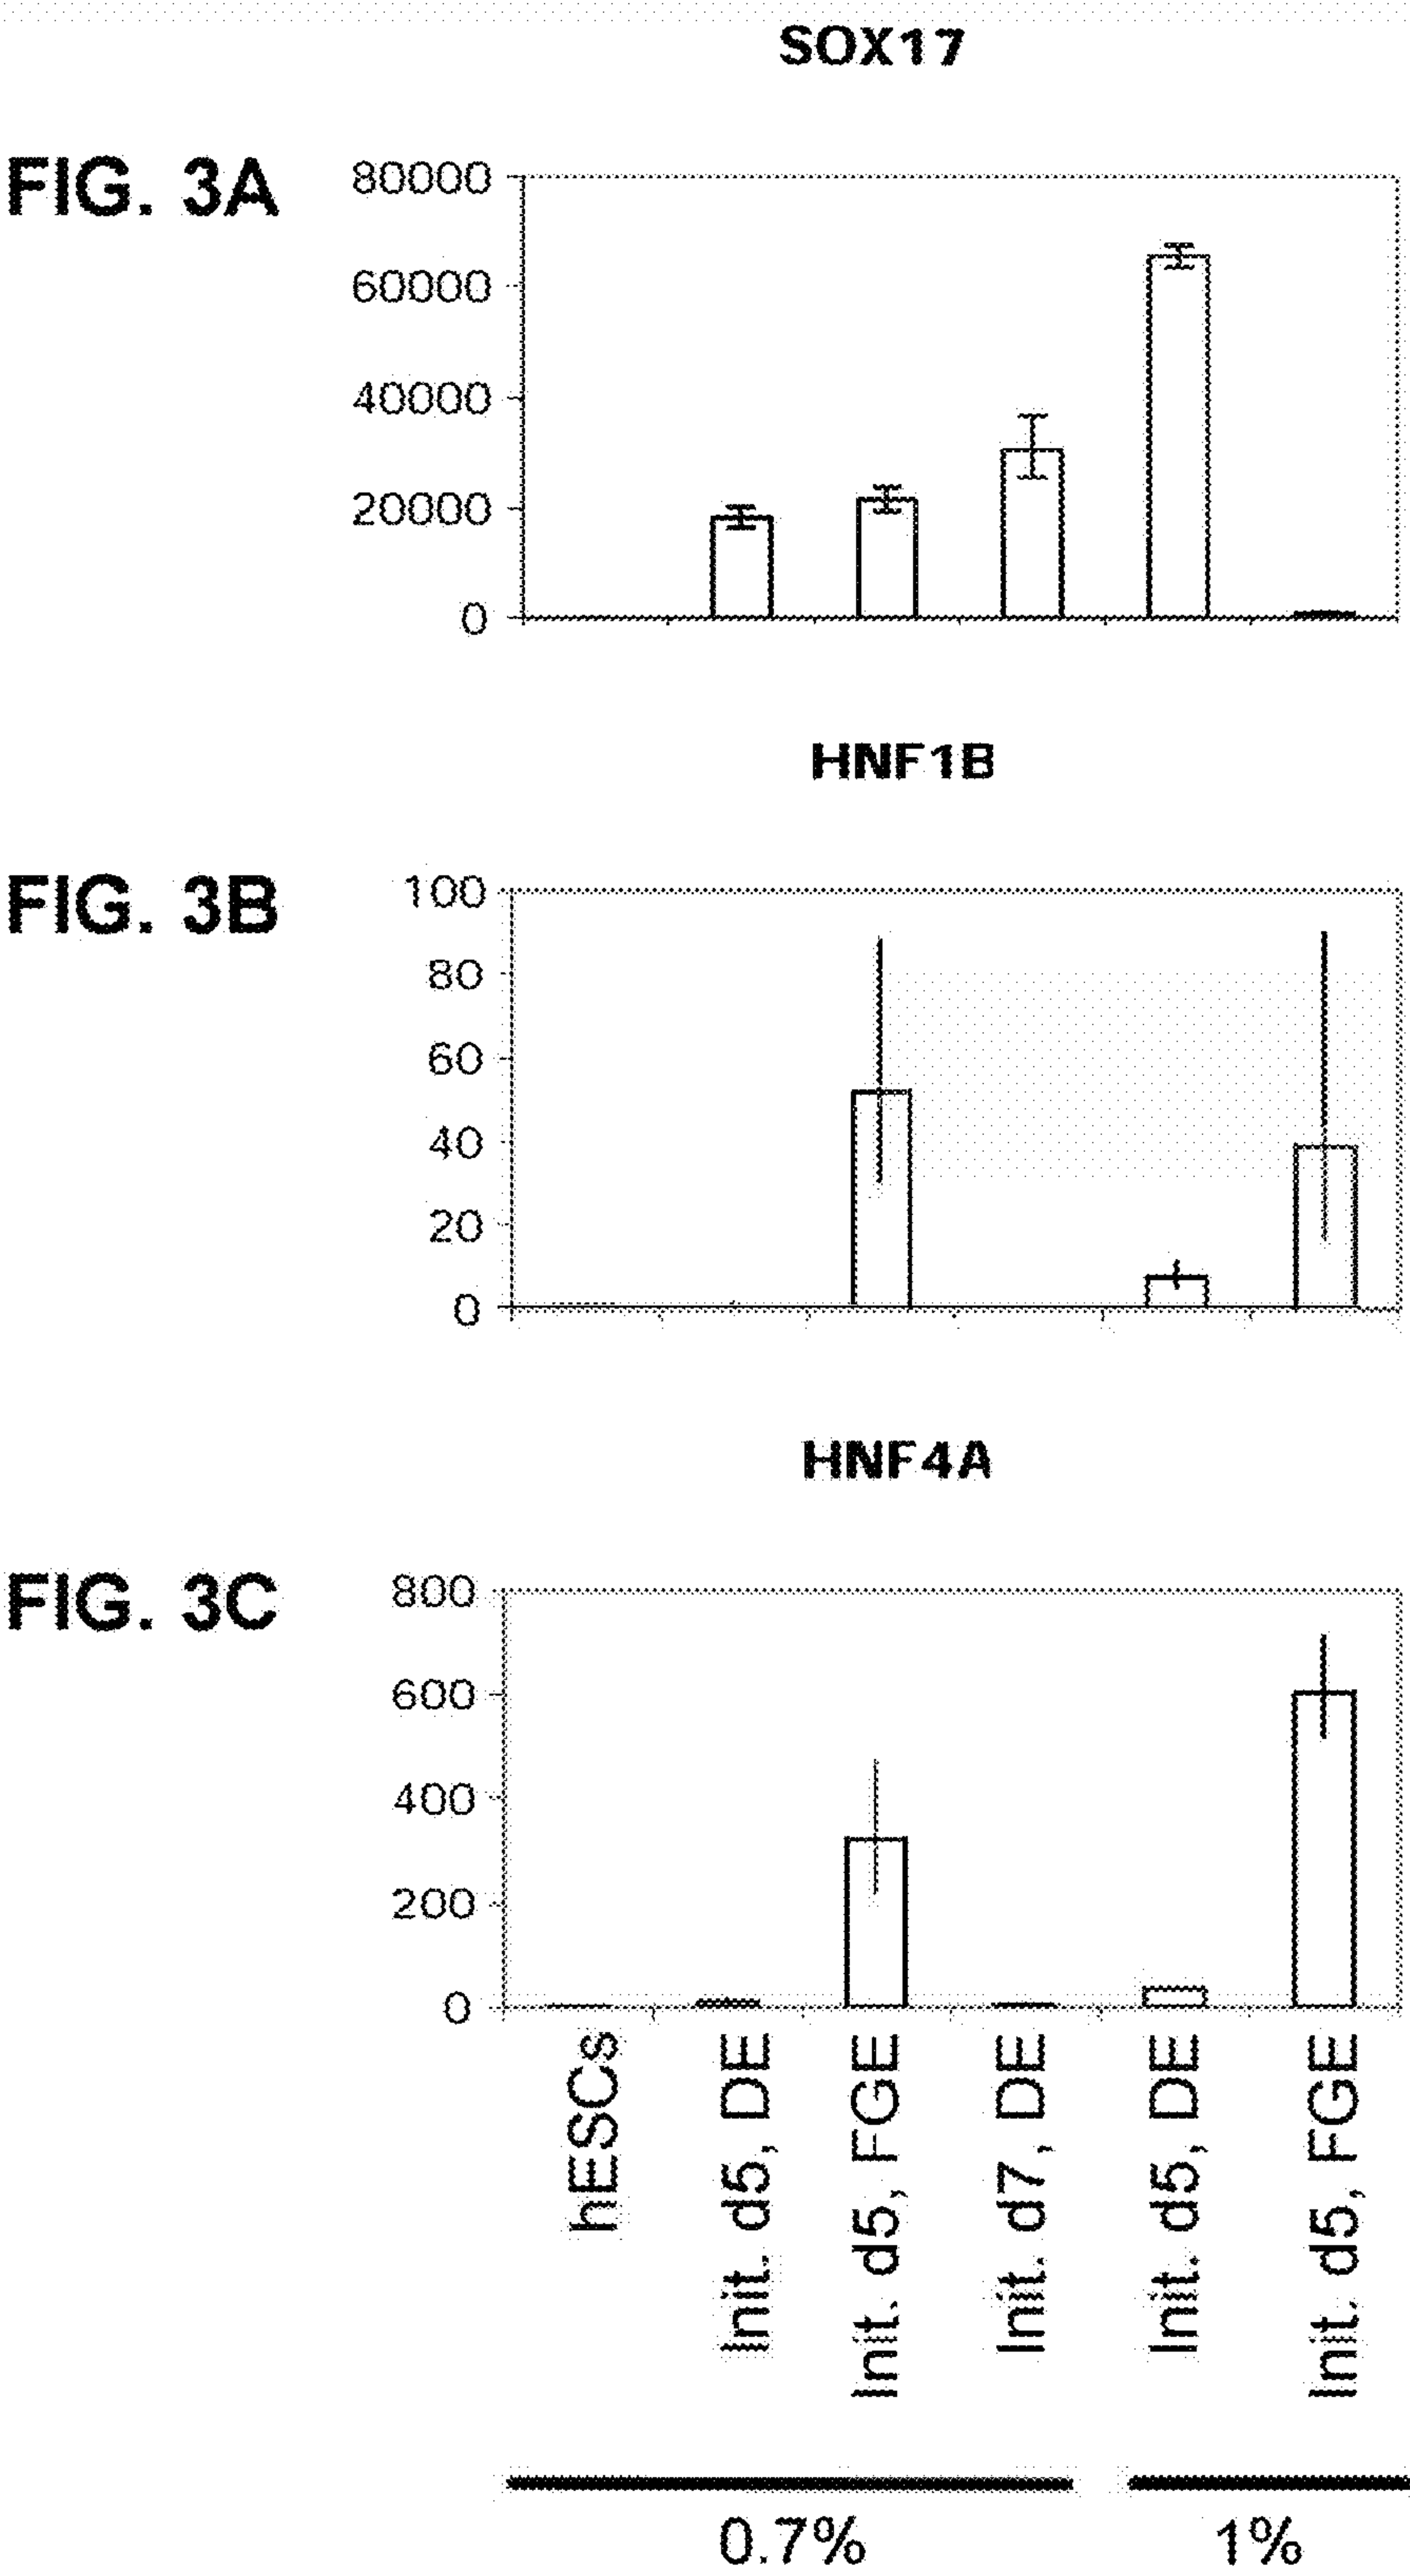 SOX17
FIG. 3A
80000
60000
40000
20000
0
HNF1B
FIG. 3B
100
80
60
40
20
0
HNF4A
FIG. 3C
800
600
400
200
0
hESCs
Init. d5, DE
Init. d5, FGE
Init. d7, DE
Init. d5, DE
Init. d5, FGE
0.7%
1%